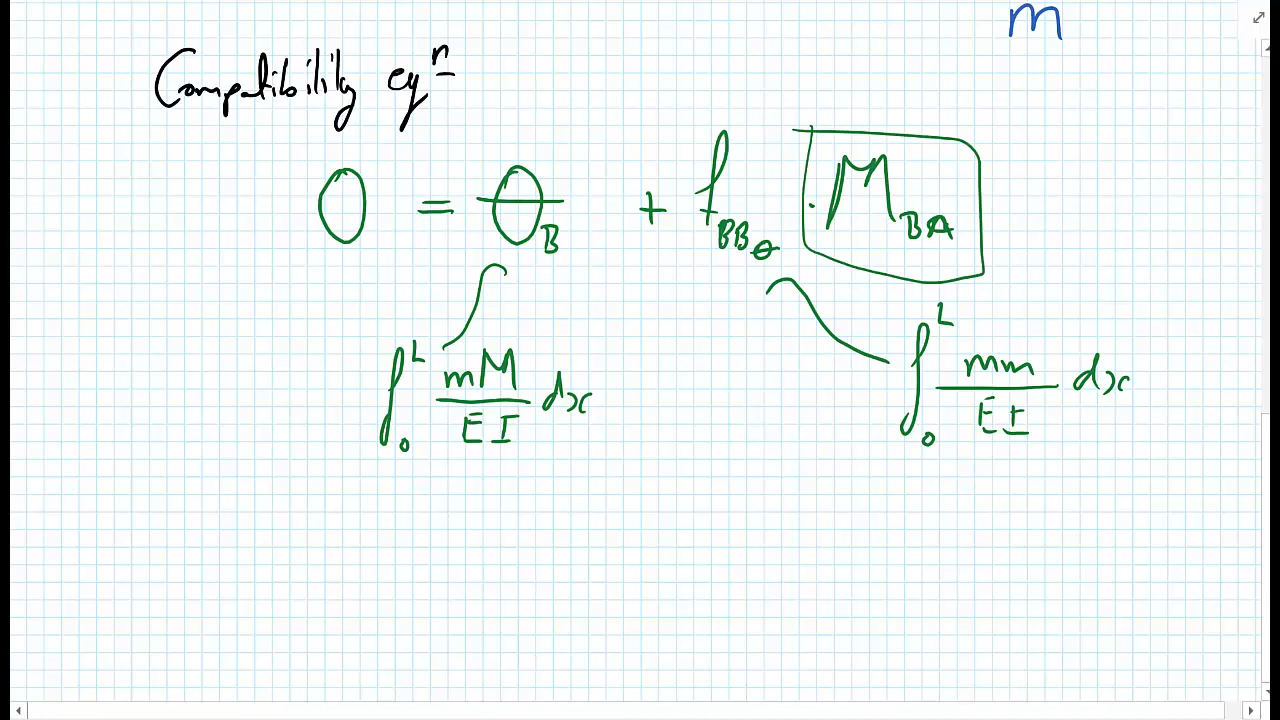 m
Compatibility eqⁿ
0 = θ_B + f_BBθ · M_BA
∫₀ᴸ mM/EI dx ∫₀ᴸ mm/EI dx